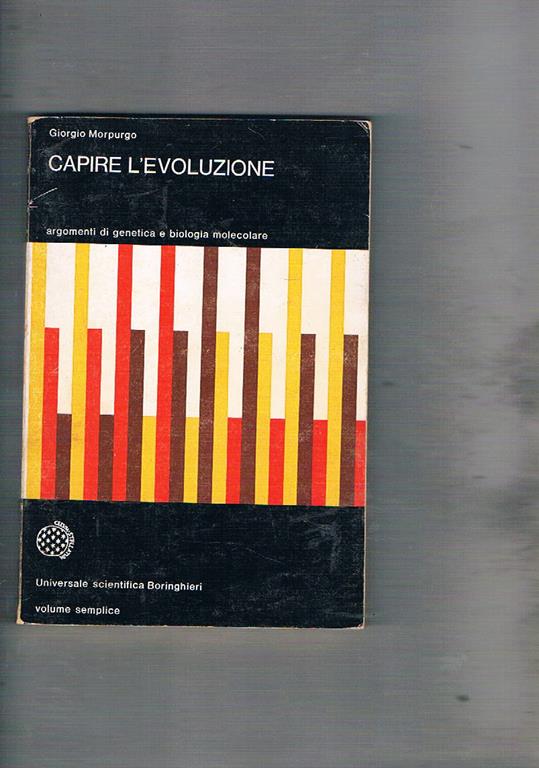 Giorgio Morpurgo
CAPIRE L'EVOLUZIONE
argomenti di genetica e biologia molecolare
Universale scientifica Boringhieri
volume semplice